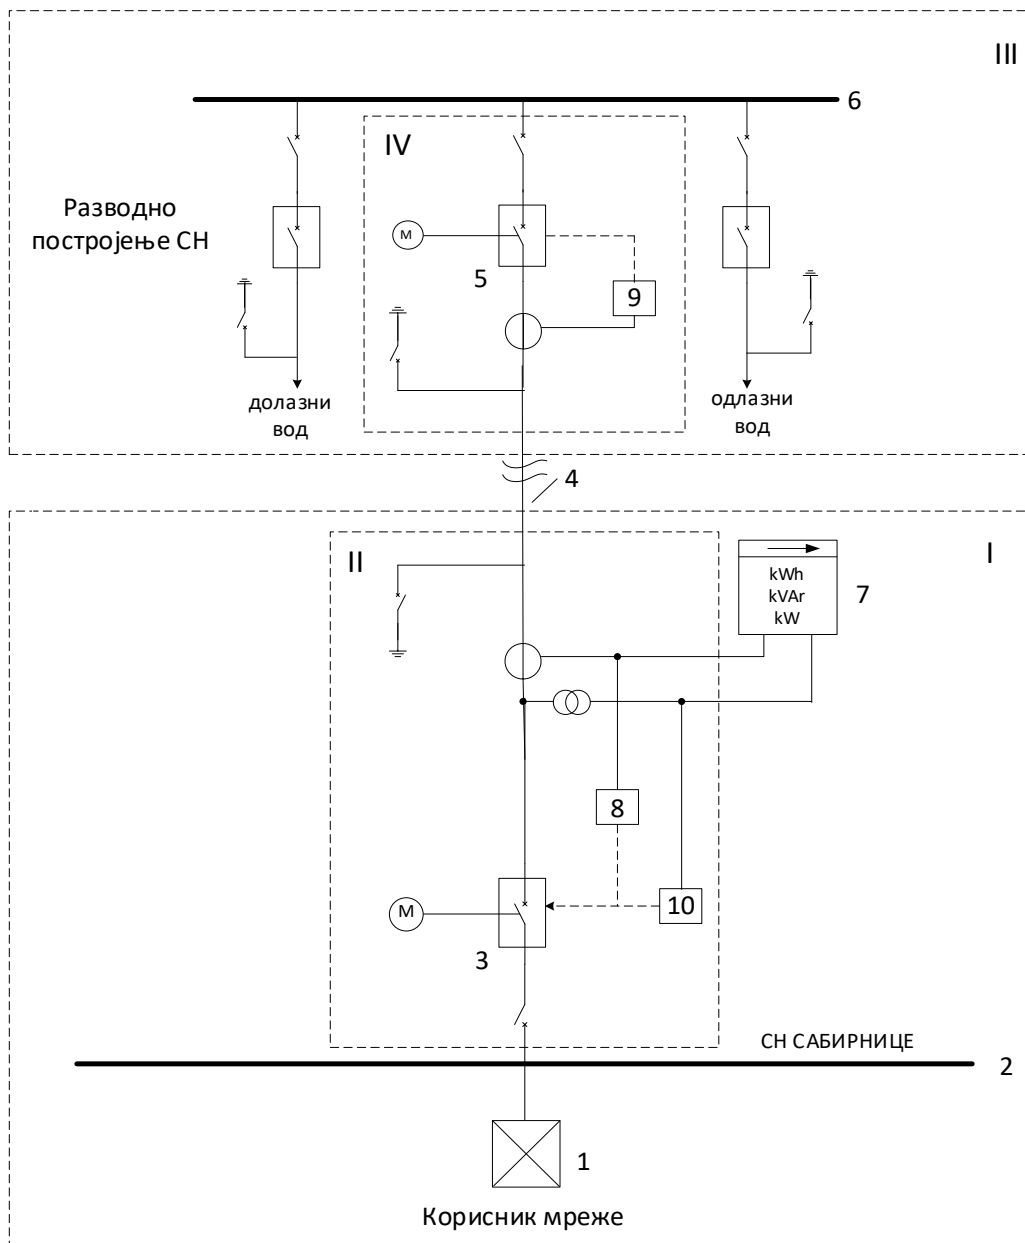 III
6
IV
Разводно
постројење СН
M
5
9
долазни
вод
одлазни
вод
4
I
II
kWh
kVAr
kW
7
8
M
10
3
СН САБИРНИЦЕ
2
1
Корисник мреже